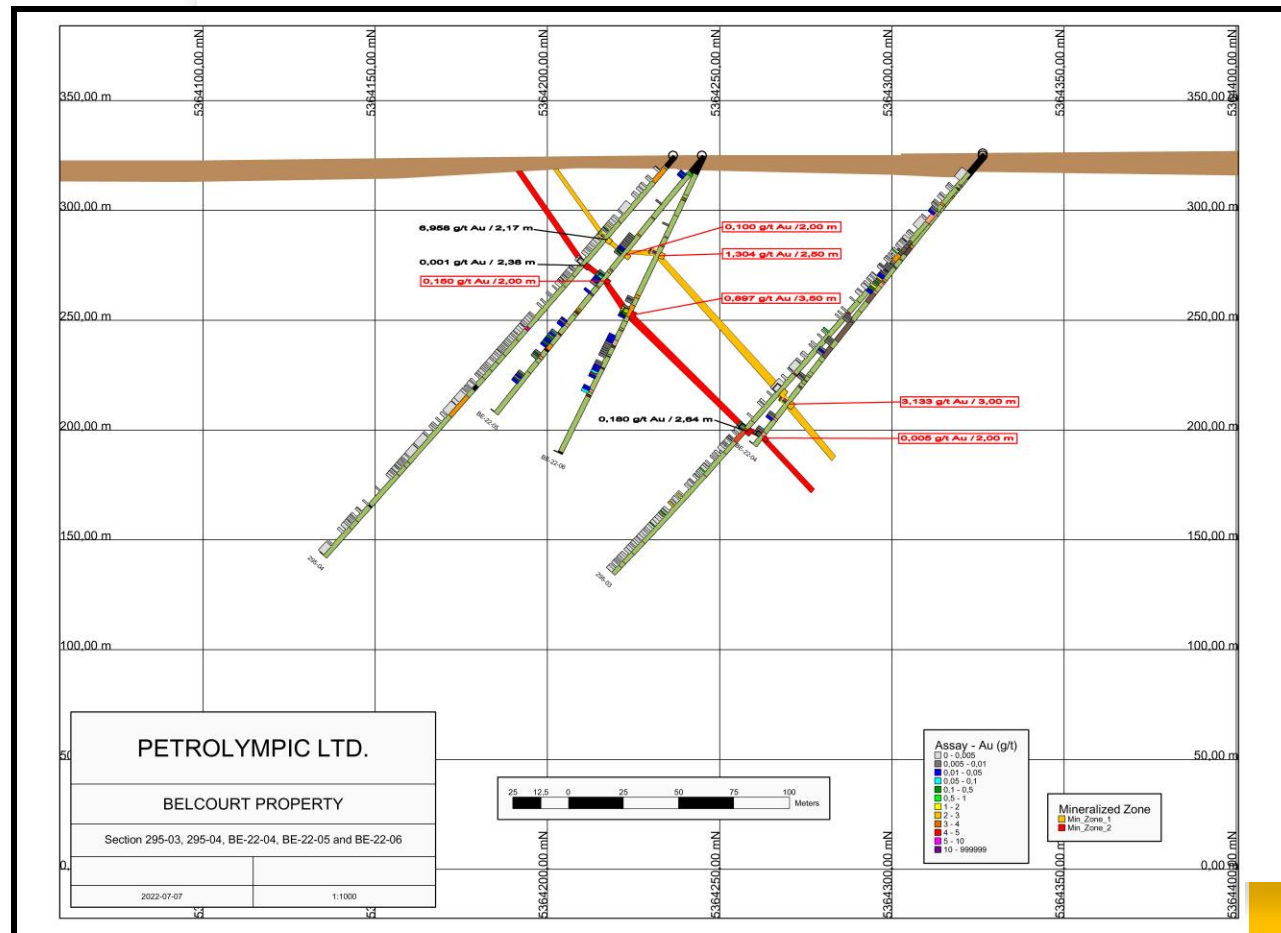 5364100,00 mN
5364150,00 mN
5364200,00 mN
5364250,00 mN
5364300,00 mN
5364350,00 mN
5364400,00 mN
350,00 m
350,00 m
300,00 m
300,00 m
6,958 g/t Au / 2,17 m
0,100 g/t Au / 2,00 m
0,001 g/t Au / 2,38 m
1,304 g/t Au / 2,50 m
0,150 g/t Au / 2,00 m
0,897 g/t Au / 3,50 m
250,00 m
250,00 m
BE-22-05
3,133 g/t Au / 3,00 m
0,180 g/t Au / 2,64 m
200,00 m
200,00 m
0,005 g/t Au / 2,00 m
BE-22-04
BE-22-06
150,00 m
150,00 m
295-04
295-03
100,00 m
100,00 m
PETROLYMPIC LTD.
BELCOURT PROPERTY
Section 295-03, 295-04, BE-22-04, BE-22-05 and BE-22-06
2022-07-07
1:1000
50
50,00 m
25 12,5 0 25 50 75 100
Meters
Assay - Au (g/t)
0 - 0,005
0,005 - 0,01
0,01 - 0,05
0,05 - 0,1
0,1 - 0,5
0,5 - 1
1 - 2
2 - 3
3 - 4
4 - 5
5 - 10
10 - 999999
Mineralized Zone
Min_Zone_1
Min_Zone_2
0,
0,00 m
5364200,00 mN
5364250,00 mN
5364300,00 mN
5364350,00 mN
5364400,00 mN